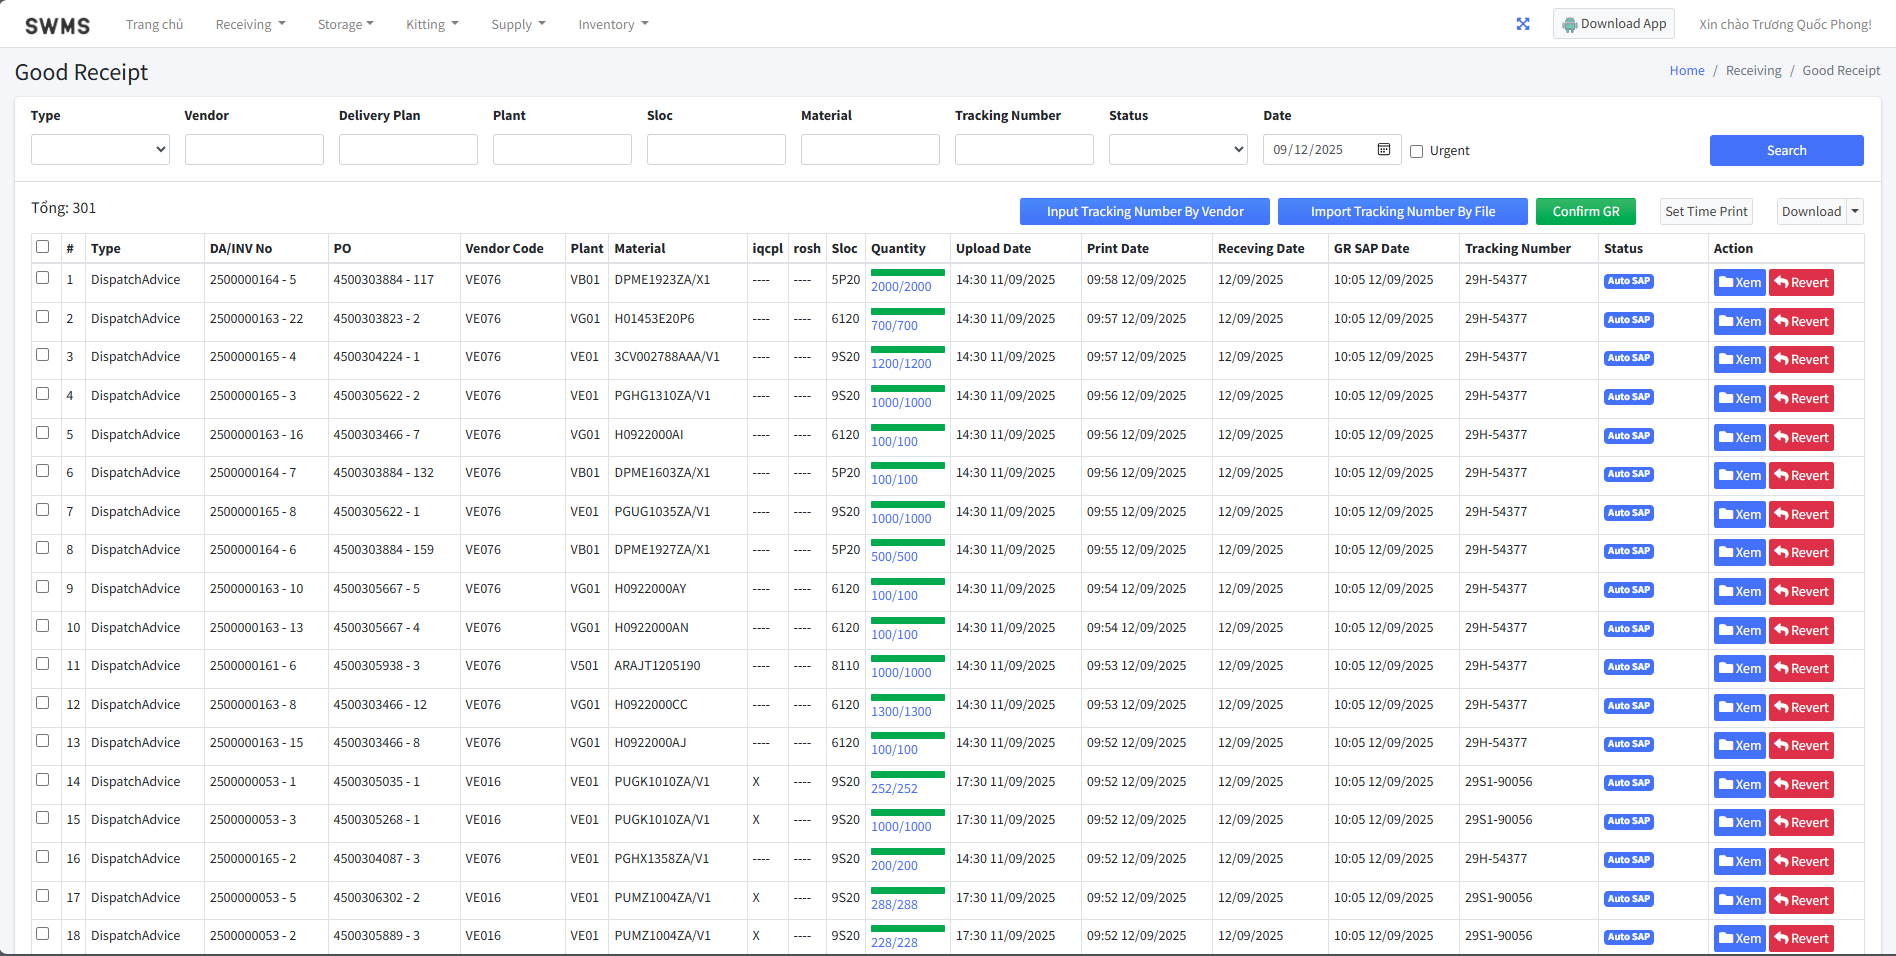 SWMS Trang chủ Receiving Storage Kitting Supply Inventory Download App Xin chào Trương Quốc Phong!
Good Receipt Home / Receiving / Good Receipt
Type Vendor Delivery Plan Plant Sloc Material Tracking Number Status Date
09/12/2025 Urgent Search
Tổng: 301 Input Tracking Number By Vendor Import Tracking Number By File Confirm GR Set Time Print Download
# Type DA/INV No PO Vendor Code Plant Material iqcpl rosh Sloc Quantity Upload Date Print Date Receving Date GR SAP Date Tracking Number Status Action
1 DispatchAdvice 2500000164 - 5 4500303884 - 117 VE076 VB01 DPME1923ZA/X1 ---- ---- 5P20 2000/2000 14:30 11/09/2025 09:58 12/09/2025 12/09/2025 10:05 12/09/2025 29H-54377 Auto SAP Xem Revert
2 DispatchAdvice 2500000163 - 22 4500303823 - 2 VE076 VG01 H01453E20P6 ---- ---- 6120 700/700 14:30 11/09/2025 09:57 12/09/2025 12/09/2025 10:05 12/09/2025 29H-54377 Auto SAP Xem Revert
3 DispatchAdvice 2500000165 - 4 4500304224 - 1 VE076 VE01 3CV002788AAA/V1 ---- ---- 9S20 1200/1200 14:30 11/09/2025 09:57 12/09/2025 12/09/2025 10:05 12/09/2025 29H-54377 Auto SAP Xem Revert
4 DispatchAdvice 2500000165 - 3 4500305622 - 2 VE076 VE01 PGHG1310ZA/V1 ---- ---- 9S20 1000/1000 14:30 11/09/2025 09:56 12/09/2025 12/09/2025 10:05 12/09/2025 29H-54377 Auto SAP Xem Revert
5 DispatchAdvice 2500000163 - 16 4500303466 - 7 VE076 VG01 H0922000AI ---- ---- 6120 100/100 14:30 11/09/2025 09:56 12/09/2025 12/09/2025 10:05 12/09/2025 29H-54377 Auto SAP Xem Revert
6 DispatchAdvice 2500000164 - 7 4500303884 - 132 VE076 VB01 DPME1603ZA/X1 ---- ---- 5P20 100/100 14:30 11/09/2025 09:56 12/09/2025 12/09/2025 10:05 12/09/2025 29H-54377 Auto SAP Xem Revert
7 DispatchAdvice 2500000165 - 8 4500305622 - 1 VE076 VE01 PGUG1035ZA/V1 ---- ---- 9S20 1000/1000 14:30 11/09/2025 09:55 12/09/2025 12/09/2025 10:05 12/09/2025 29H-54377 Auto SAP Xem Revert
8 DispatchAdvice 2500000164 - 6 4500303884 - 159 VE076 VB01 DPME1927ZA/X1 ---- ---- 5P20 500/500 14:30 11/09/2025 09:55 12/09/2025 12/09/2025 10:05 12/09/2025 29H-54377 Auto SAP Xem Revert
9 DispatchAdvice 2500000163 - 10 4500305667 - 5 VE076 VG01 H0922000AY ---- ---- 6120 100/100 14:30 11/09/2025 09:54 12/09/2025 12/09/2025 10:05 12/09/2025 29H-54377 Auto SAP Xem Revert
10 DispatchAdvice 2500000163 - 13 4500305667 - 4 VE076 VG01 H0922000AN ---- ---- 6120 100/100 14:30 11/09/2025 09:54 12/09/2025 12/09/2025 10:05 12/09/2025 29H-54377 Auto SAP Xem Revert
11 DispatchAdvice 2500000161 - 6 4500305938 - 3 VE076 V501 ARAJT1205190 ---- ---- 8110 1000/1000 14:30 11/09/2025 09:53 12/09/2025 12/09/2025 10:05 12/09/2025 29H-54377 Auto SAP Xem Revert
12 DispatchAdvice 2500000163 - 8 4500303466 - 12 VE076 VG01 H0922000CC ---- ---- 6120 1300/1300 14:30 11/09/2025 09:53 12/09/2025 12/09/2025 10:05 12/09/2025 29H-54377 Auto SAP Xem Revert
13 DispatchAdvice 2500000163 - 15 4500303466 - 8 VE076 VG01 H0922000AJ ---- ---- 6120 100/100 14:30 11/09/2025 09:52 12/09/2025 12/09/2025 10:05 12/09/2025 29H-54377 Auto SAP Xem Revert
14 DispatchAdvice 2500000053 - 1 4500305035 - 1 VE016 VE01 PUGK1010ZA/V1 X ---- 9S20 252/252 17:30 11/09/2025 09:52 12/09/2025 12/09/2025 10:05 12/09/2025 29S1-90056 Auto SAP Xem Revert
15 DispatchAdvice 2500000053 - 3 4500305268 - 1 VE016 VE01 PUGK1010ZA/V1 X ---- 9S20 1000/1000 17:30 11/09/2025 09:52 12/09/2025 12/09/2025 10:05 12/09/2025 29S1-90056 Auto SAP Xem Revert
16 DispatchAdvice 2500000165 - 2 4500304087 - 3 VE076 VE01 PGHX1358ZA/V1 ---- ---- 9S20 200/200 14:30 11/09/2025 09:52 12/09/2025 12/09/2025 10:05 12/09/2025 29H-54377 Auto SAP Xem Revert
17 DispatchAdvice 2500000053 - 5 4500306302 - 2 VE016 VE01 PUMZ1004ZA/V1 X ---- 9S20 288/288 17:30 11/09/2025 09:52 12/09/2025 12/09/2025 10:05 12/09/2025 29S1-90056 Auto SAP Xem Revert
18 DispatchAdvice 2500000053 - 2 4500305889 - 3 VE016 VE01 PUMZ1004ZA/V1 X ---- 9S20 228/228 17:30 11/09/2025 09:52 12/09/2025 12/09/2025 10:05 12/09/2025 29S1-90056 Auto SAP Xem Revert